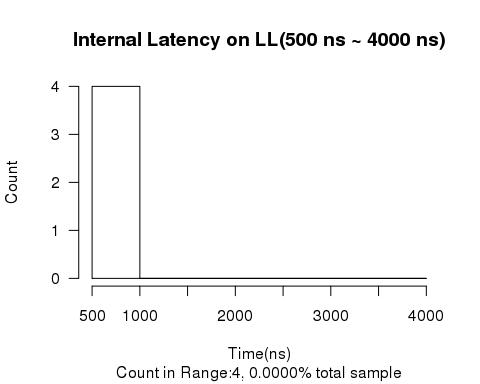 Internal Latency on LL(500 ns ~ 4000 ns)
Count
4
3
2
1
0
500 1000 2000 3000 4000
Time(ns)
Count in Range:4, 0.0000% total sample